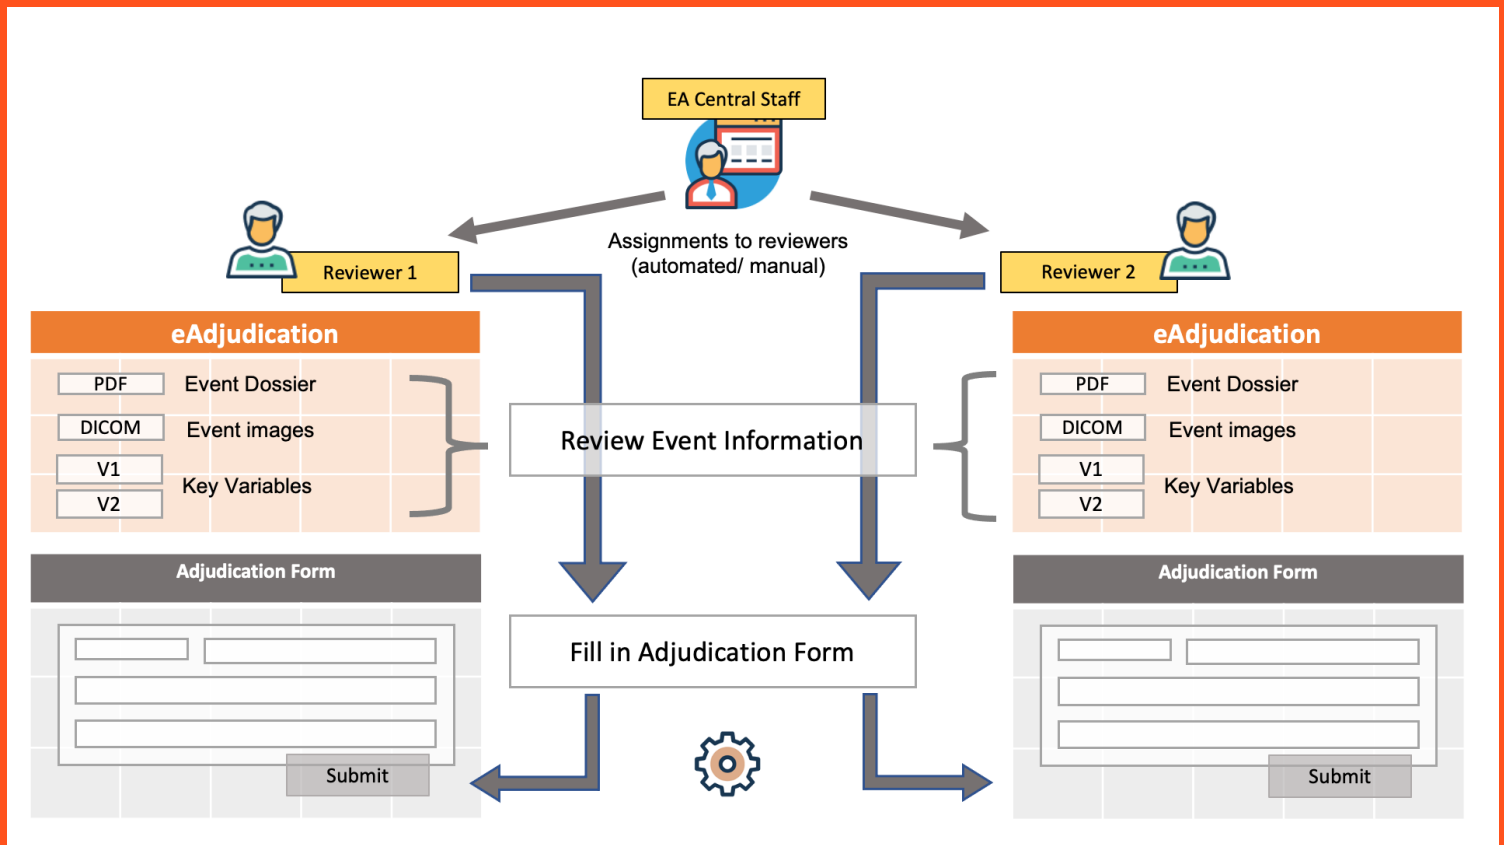 EA Central Staff
Assignments to reviewers
(automated/ manual)
Reviewer 1
Reviewer 2
eAdjudication
PDF
Event Dossier
DICOM
Event images
V1
V2
Key Variables
Review Event Information
eAdjudication
PDF
Event Dossier
DICOM
Event images
V1
V2
Key Variables
Adjudication Form
Submit
Fill in Adjudication Form
Adjudication Form
Submit